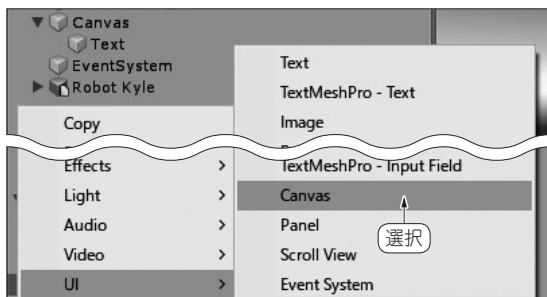 Canvas
Text
EventSystem
Robot Kyle
Copy
Effects
Light
Audio
Video
UI
Text
TextMeshPro - Text
Image
TextMeshPro - Input Field
Canvas
選択
Panel
Scroll View
Event System